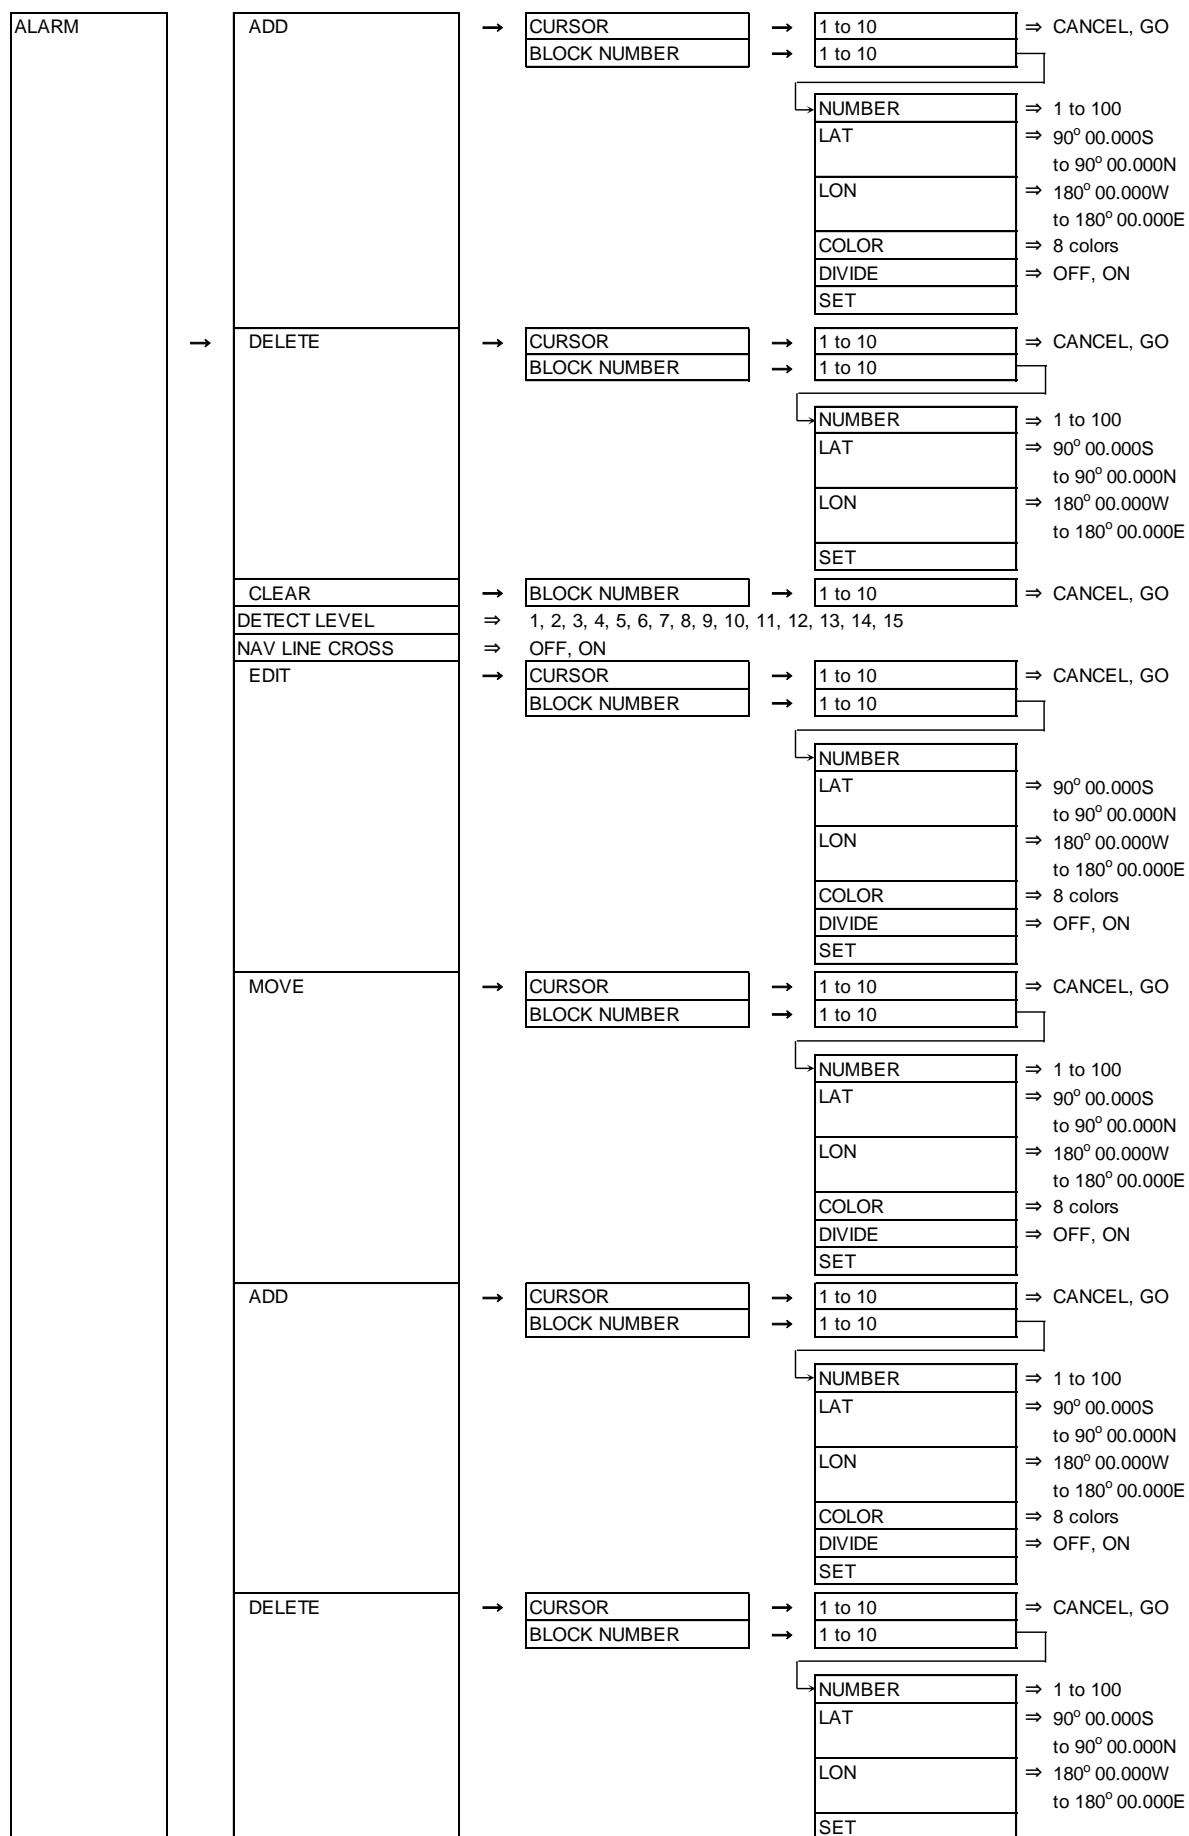 ALARM ADD → CURSOR → 1 to 10 ⇒ CANCEL, GO
BLOCK NUMBER → 1 to 10
NUMBER ⇒ 1 to 100
LAT ⇒ 90° 00.000S
to 90° 00.000N
LON ⇒ 180° 00.000W
to 180° 00.000E
COLOR ⇒ 8 colors
DIVIDE ⇒ OFF, ON
SET
→ DELETE → CURSOR → 1 to 10 ⇒ CANCEL, GO
BLOCK NUMBER → 1 to 10
NUMBER ⇒ 1 to 100
LAT ⇒ 90° 00.000S
to 90° 00.000N
LON ⇒ 180° 00.000W
to 180° 00.000E
SET
CLEAR → BLOCK NUMBER → 1 to 10 ⇒ CANCEL, GO
DETECT LEVEL ⇒ 1, 2, 3, 4, 5, 6, 7, 8, 9, 10, 11, 12, 13, 14, 15
NAV LINE CROSS ⇒ OFF, ON
EDIT → CURSOR → 1 to 10 ⇒ CANCEL, GO
BLOCK NUMBER → 1 to 10
NUMBER
LAT ⇒ 90° 00.000S
to 90° 00.000N
LON ⇒ 180° 00.000W
to 180° 00.000E
COLOR ⇒ 8 colors
DIVIDE ⇒ OFF, ON
SET
MOVE → CURSOR → 1 to 10 ⇒ CANCEL, GO
BLOCK NUMBER → 1 to 10
NUMBER ⇒ 1 to 100
LAT ⇒ 90° 00.000S
to 90° 00.000N
LON ⇒ 180° 00.000W
to 180° 00.000E
COLOR ⇒ 8 colors
DIVIDE ⇒ OFF, ON
SET
ADD → CURSOR → 1 to 10 ⇒ CANCEL, GO
BLOCK NUMBER → 1 to 10
NUMBER ⇒ 1 to 100
LAT ⇒ 90° 00.000S
to 90° 00.000N
LON ⇒ 180° 00.000W
to 180° 00.000E
COLOR ⇒ 8 colors
DIVIDE ⇒ OFF, ON
SET
DELETE → CURSOR → 1 to 10 ⇒ CANCEL, GO
BLOCK NUMBER → 1 to 10
NUMBER ⇒ 1 to 100
LAT ⇒ 90° 00.000S
to 90° 00.000N
LON ⇒ 180° 00.000W
to 180° 00.000E
SET